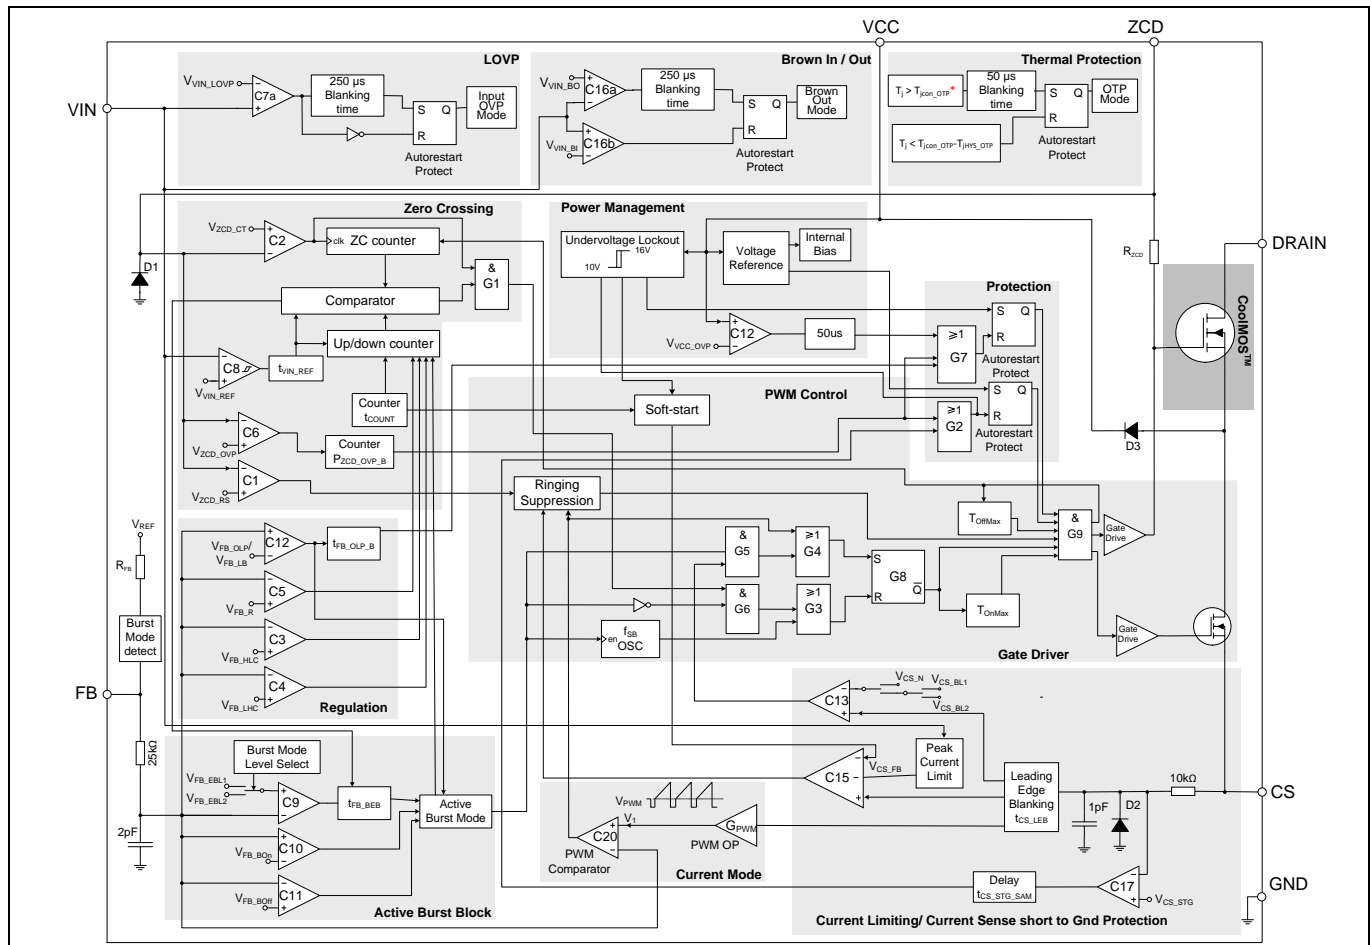 VCC
ZCD
LOVP
V_VIN_LOVP
−
+
C7a
250 µs
Blanking
time
S
Q
R
Input
OVP
Mode
Autorestart
Protect
Brown In / Out
V_VIN_BO
+
−
C16a
V_VIN_BI
+
−
C16b
250 µs
Blanking
time
S
Q
R
Brown
Out
Mode
Autorestart
Protect
Thermal Protection
Tj > Tjcon_OTP*
50 µs
Blanking
time
Tj < Tjcon_OTP-TjHYS_OTP
S
Q
R
OTP
Mode
Autorestart
Protect
VIN
Zero Crossing
V_ZCD_CT
+
−
C2
clk
ZC counter
&
G1
D1
Comparator
Up/down counter
−
+
C8
V_VIN_REF
t_VIN_REF
Counter
t_COUNT
−
+
C6
V_ZCD_OVP
Counter
P_ZCD_OVP_B
−
+
C1
V_ZCD_RS
Power Management
Undervoltage Lockout
16V
10V
Voltage
Reference
Internal
Bias
+
−
C12
V_VCC_OVP
50us
Protection
≥1
G7
S
Q
R
Autorestart
Protect
≥1
G2
S
Q
R
Autorestart
Protect
R_ZCD
DRAIN
CoolMOS™
D3
PWM Control
Soft-start
Ringing
Suppression
&
G5
≥1
G4
&
G6
≥1
G3
f_SB
en
OSC
S
R
G8
Q
T_OffMax
T_OnMax
&
G9
Gate
Drive
Gate
Drive
Gate Driver
V_REF
R_FB
Burst
Mode
detect
FB
25kΩ
2pF
+
−
C12
V_FB_OLP/
V_FB_LB
t_FB_OLP_B
−
+
C5
V_FB_R
−
+
C3
V_FB_HLC
−
+
C4
V_FB_LHC
Regulation
Burst Mode
Level Select
V_FB_EBL1
V_FB_EBL2
+
−
C9
t_FB_BEB
Active
Burst Mode
+
−
C10
V_FB_BOn
−
+
C11
V_FB_BOff
Active Burst Block
V_PWM
V_1
+
−
C20
PWM
Comparator
G_PWM
PWM OP
Current Mode
−
+
C13
V_CS_N
V_CS_BL1
V_CS_BL2
-
−
−
+
C15
V_CS_FB
Peak
Current
Limit
Leading
Edge
Blanking
t_CS_LEB
1pF
D2
10kΩ
CS
Delay
t_CS_STG_SAM
−
+
C17
V_CS_STG
GND
Current Limiting/ Current Sense short to Gnd Protection